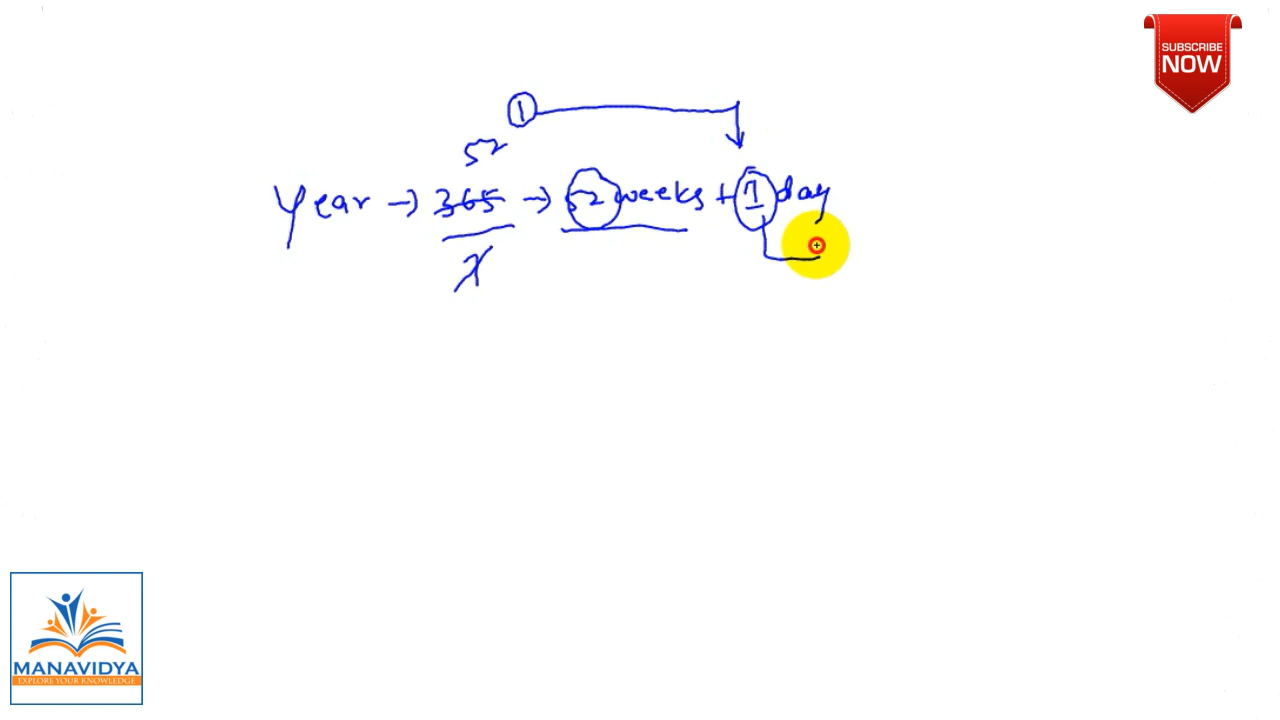 SUBSCRIBE
NOW
1
52
Year → 365 → 52 weeks + 1 day
7
MANAVIDYA
EXPLORE YOUR KNOWLEDGE